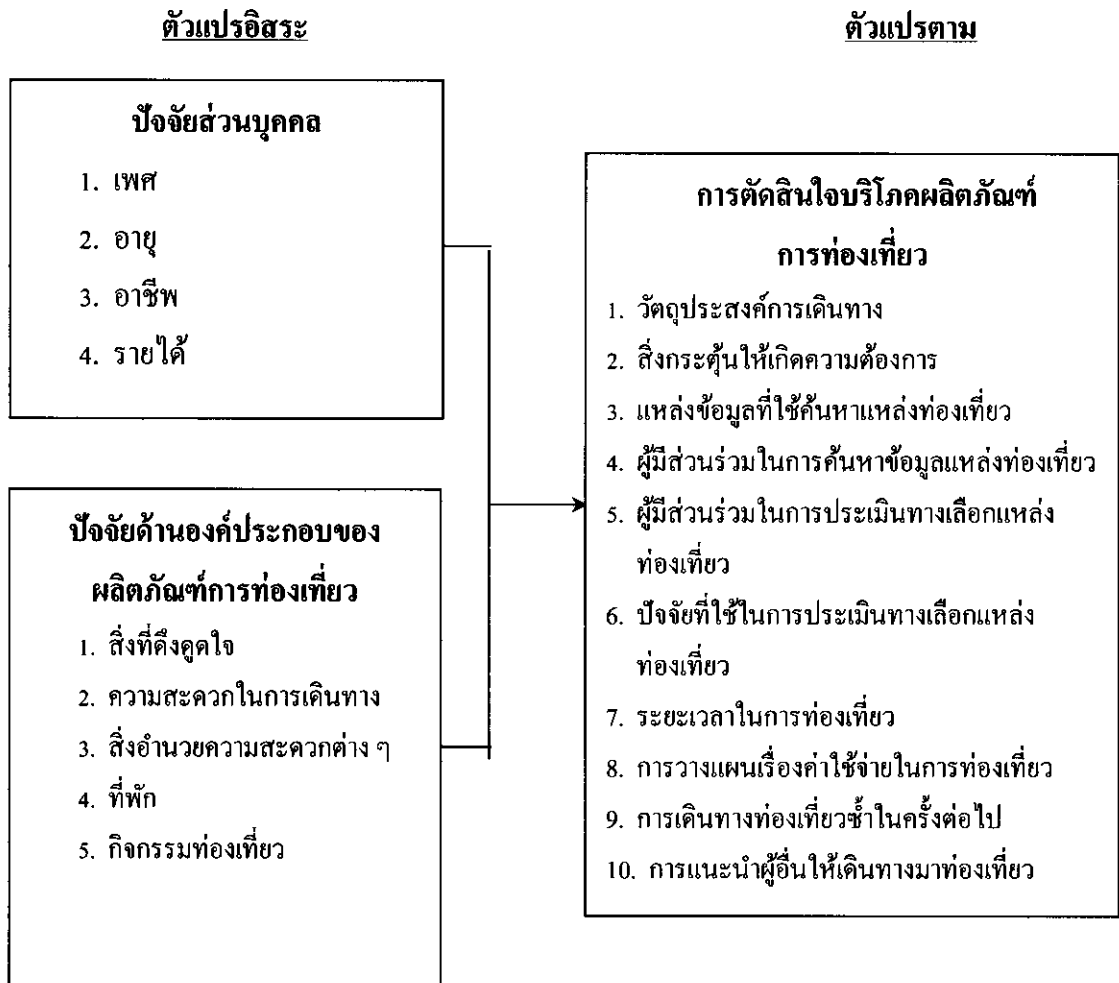 ตัวแปรอิสระ
ตัวแปรตาม
ปัจจัยส่วนบุคคล
1. เพศ
2. อายุ
3. อาชีพ
4. รายได้
ปัจจัยด้านองค์ประกอบของ
ผลิตภัณฑ์การท่องเที่ยว
1. สิ่งที่ดึงดูดใจ
2. ความสะดวกในการเดินทาง
3. สิ่งอำนวยความสะดวกต่าง ๆ
4. ที่พัก
5. กิจกรรมท่องเที่ยว
การตัดสินใจบริโภคผลิตภัณฑ์
การท่องเที่ยว
1. วัตถุประสงค์การเดินทาง
2. สิ่งกระตุ้นให้เกิดความต้องการ
3. แหล่งข้อมูลที่ใช้ค้นหาแหล่งท่องเที่ยว
4. ผู้มีส่วนร่วมในการค้นหาข้อมูลแหล่งท่องเที่ยว
5. ผู้มีส่วนร่วมในการประเมินทางเลือกแหล่ง
ท่องเที่ยว
6. ปัจจัยที่ใช้ในการประเมินทางเลือกแหล่ง
ท่องเที่ยว
7. ระยะเวลาในการท่องเที่ยว
8. การวางแผนเรื่องค่าใช้จ่ายในการท่องเที่ยว
9. การเดินทางท่องเที่ยวซ้ำในครั้งต่อไป
10. การแนะนำผู้อื่นให้เดินทางมาท่องเที่ยว